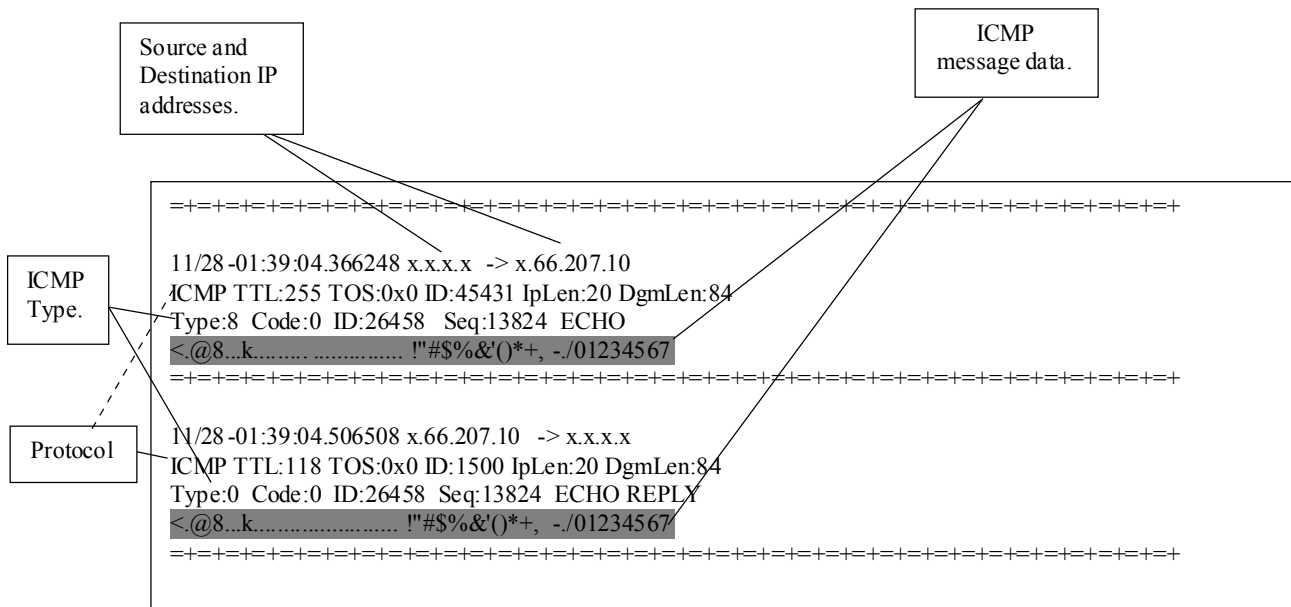 Source and
Destination IP
addresses.
ICMP
message data.
=+=+=+=+=+=+=+=+=+=+=+=+=+=+=+=+=+=+=+=+=+=+=+=+=+=+=+=+=+=+=+=+=+=+=+=+=+
11/28-01:39:04.366248 x.x.x.x -> x.66.207.10
ICMP TTL:255 TOS:0x0 ID:45431 IpLen:20 DgmLen:84
Type:8 Code:0 ID:26458 Seq:13824 ECHO
<.@8...k......... ............... !"#$%&'()*+, -./01234567
=+=+=+=+=+=+=+=+=+=+=+=+=+=+=+=+=+=+=+=+=+=+=+=+=+=+=+=+=+=+=+=+=+=+=+=+=+
ICMP
Type.
Protocol
11/28-01:39:04.506508 x.66.207.10 -> x.x.x.x
ICMP TTL:118 TOS:0x0 ID:1500 IpLen:20 DgmLen:84
Type:0 Code:0 ID:26458 Seq:13824 ECHO REPLY
<.@8...k........................ !"#$%&'()*+, -./01234567
=+=+=+=+=+=+=+=+=+=+=+=+=+=+=+=+=+=+=+=+=+=+=+=+=+=+=+=+=+=+=+=+=+=+=+=+=+